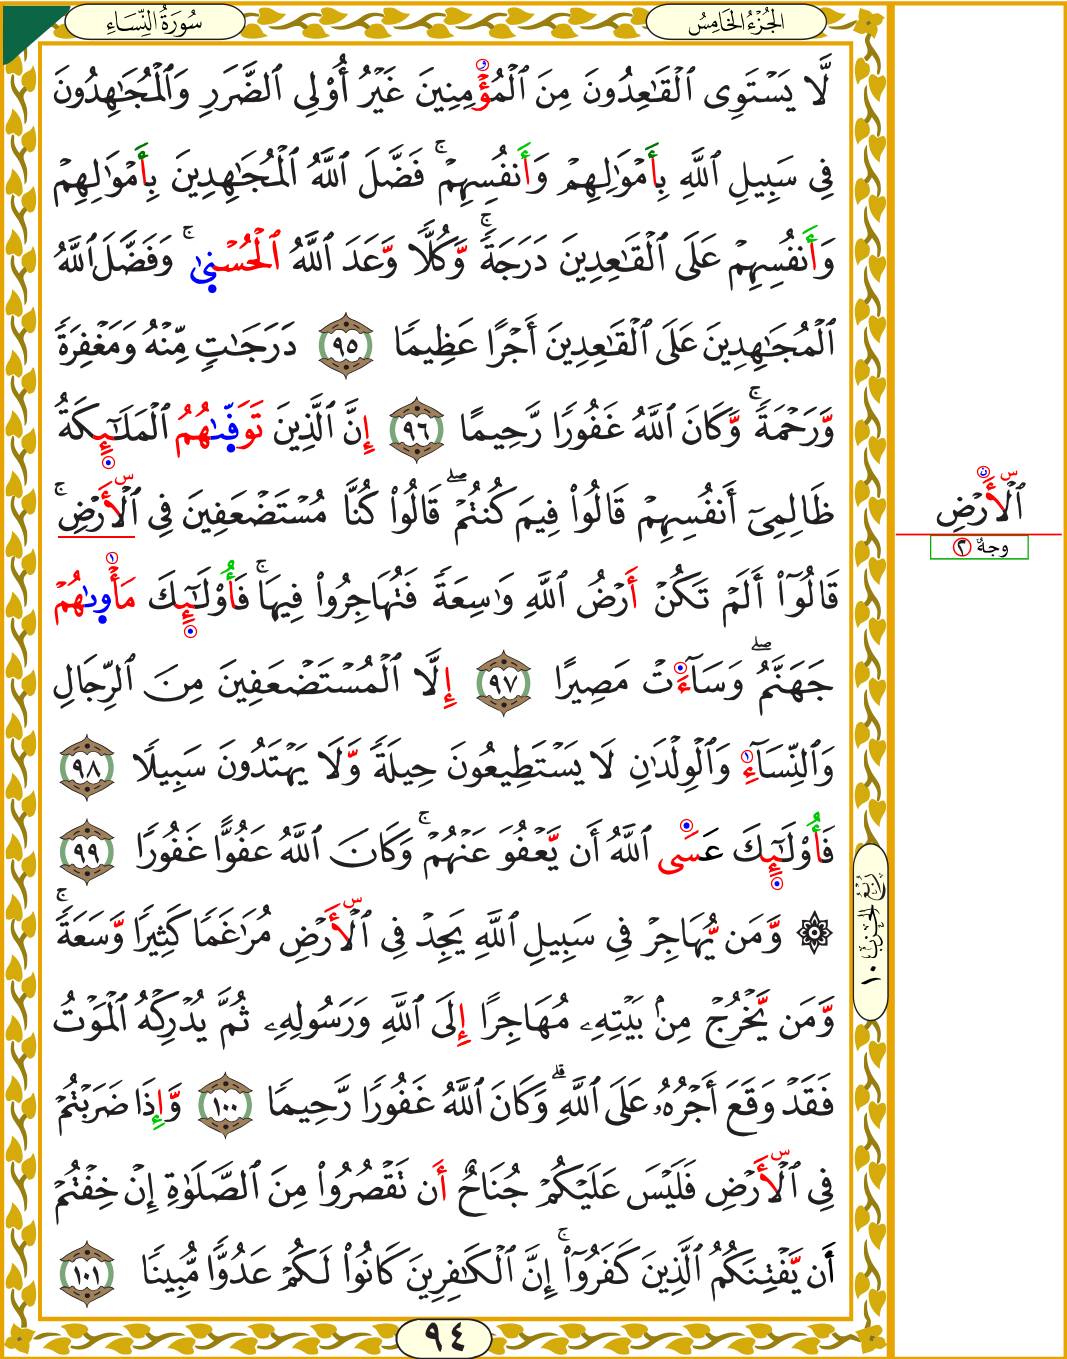 الجُزْءُ الخَامِسُ
سُورَةُ النِّسَاءِ
لَّا يَسْتَوِى ٱلْقَـٰعِدُونَ مِنَ ٱلْمُؤْمِنِينَ غَيْرُ أُوْلِى ٱلضَّرَرِ وَٱلْمُجَـٰهِدُونَ
فِى سَبِيلِ ٱللَّهِ بِأَمْوَٰلِهِمْ وَأَنفُسِهِمْ ۚ فَضَّلَ ٱللَّهُ ٱلْمُجَـٰهِدِينَ بِأَمْوَٰلِهِمْ
وَأَنفُسِهِمْ عَلَى ٱلْقَـٰعِدِينَ دَرَجَةً ۚ وَّكُلًّا وَّعَدَ ٱللَّهُ ٱلْحُسْنِىٰ ۚ وَفَضَّلَ ٱللَّهُ
ٱلْمُجَـٰهِدِينَ عَلَى ٱلْقَـٰعِدِينَ أَجْرًا عَظِيمًا ٩٥ دَرَجَـٰتٍ مِّنْهُ وَمَغْفِرَةً
وَّرَحْمَةً ۚ وَّكَانَ ٱللَّهُ غَفُورًا رَّحِيمًا ٩٦ إِنَّ ٱلَّذِينَ تَوَفّىٰهُمُ ٱلْمَلَـٰٓئِكَةُ
ظَالِمِىٓ أَنفُسِهِمْ قَالُوا۟ فِيمَ كُنتُمْ ۖ قَالُوا۟ كُنَّا مُسْتَضْعَفِينَ فِى ٱلْأَرْضِ ۚ
قَالُوٓا۟ أَلَمْ تَكُنْ أَرْضُ ٱللَّهِ وَٰسِعَةً فَتُهَاجِرُوا۟ فِيهَا ۚ فَأُو۟لَـٰٓئِكَ مَأْوىٰهُمْ
جَهَنَّمُ ۖ وَسَآءَتْ مَصِيرًا ٩٧ إِلَّا ٱلْمُسْتَضْعَفِينَ مِنَ ٱلرِّجَالِ
وَٱلنِّسَآءِ وَٱلْوِلْدَٰنِ لَا يَسْتَطِيعُونَ حِيلَةً وَّلَا يَهْتَدُونَ سَبِيلًا ٩٨
فَأُو۟لَـٰٓئِكَ عَسَى ٱللَّهُ أَن يَّعْفُوَ عَنْهُمْ ۚ وَكَانَ ٱللَّهُ عَفُوًّا غَفُورًا ٩٩
۞ وَّمَن يُّهَاجِرْ فِى سَبِيلِ ٱللَّهِ يَجِدْ فِى ٱلْأَرْضِ مُرَٰغَمًا كَثِيرًا وَّسَعَةً ۚ
وَّمَن يَّخْرُجْ مِنۢ بَيْتِهِۦ مُهَاجِرًا إِلَى ٱللَّهِ وَرَسُولِهِۦ ثُمَّ يُدْرِكْهُ ٱلْمَوْتُ
فَقَدْ وَقَعَ أَجْرُهُۥ عَلَى ٱللَّهِ ۗ وَّكَانَ ٱللَّهُ غَفُورًا رَّحِيمًا ١٠٠ وَّإِذَا ضَرَبْتُمْ
فِى ٱلْأَرْضِ فَلَيْسَ عَلَيْكُمْ جُنَاحٌ أَن تَقْصُرُوا۟ مِنَ ٱلصَّلَوٰةِ إِنْ خِفْتُمْ
أَن يَّفْتِنَكُمُ ٱلَّذِينَ كَفَرُوٓا۟ ۚ إِنَّ ٱلْكَـٰفِرِينَ كَانُوا۟ لَكُمْ عَدُوًّا مُّبِينًا ١٠١
٩٤
ٱلْأَرْضِ
وجهٌ ٢
رُبُعُ الحِزْبِ ١٠